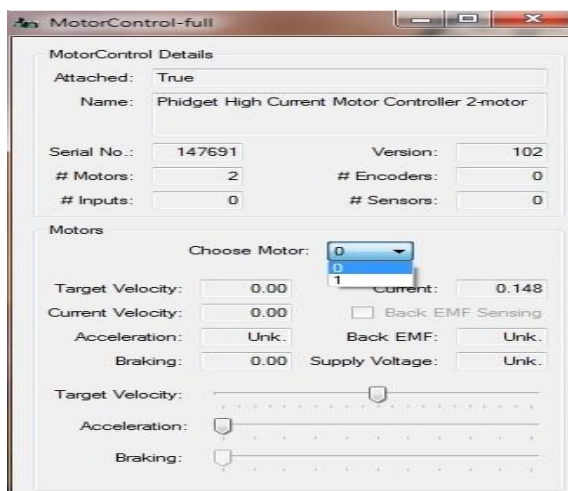 MotorControl-full
MotorControl Details
Attached: True
Name: Phidget High Current Motor Controller 2-motor
Serial No.: 147691 Version: 102
# Motors: 2 # Encoders: 0
# Inputs: 0 # Sensors: 0
Motors
Choose Motor: 0
0
1
Target Velocity: 0.00 Current: 0.148
Current Velocity: 0.00 Back EMF Sensing
Acceleration: Unk. Back EMF: Unk.
Braking: 0.00 Supply Voltage: Unk.
Target Velocity:
Acceleration:
Braking: